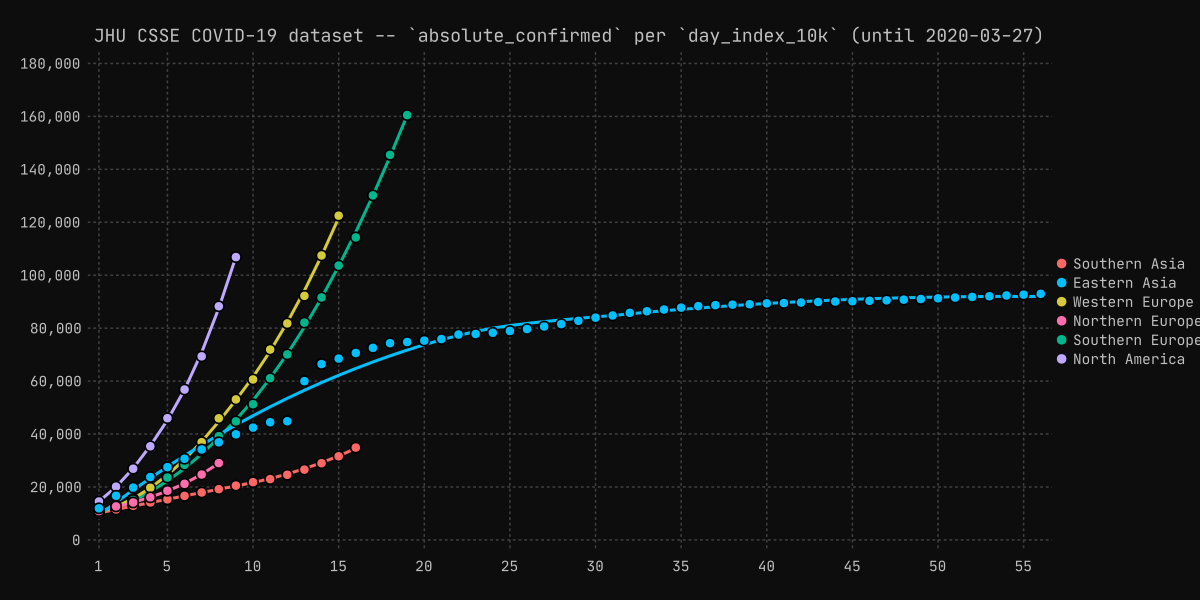 JHU CSSE COVID-19 dataset -- `absolute_confirmed` per `day_index_10k` (until 2020-03-27)
180,000
160,000
140,000
120,000
100,000
80,000
60,000
40,000
20,000
0
1 5 10 15 20 25 30 35 40 45 50 55
Southern Asia
Eastern Asia
Western Europe
Northern Europe
Southern Europe
North America